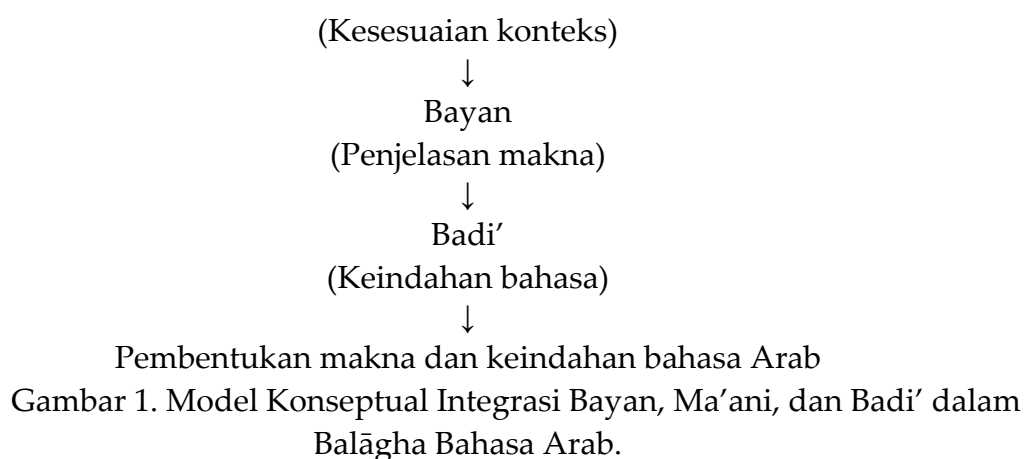 (Kesesuaian konteks)
↓
Bayan
(Penjelasan makna)
↓
Badi’
(Keindahan bahasa)
↓
Pembentukan makna dan keindahan bahasa Arab
Gambar 1. Model Konseptual Integrasi Bayan, Ma’ani, dan Badi’ dalam
Balāgha Bahasa Arab.